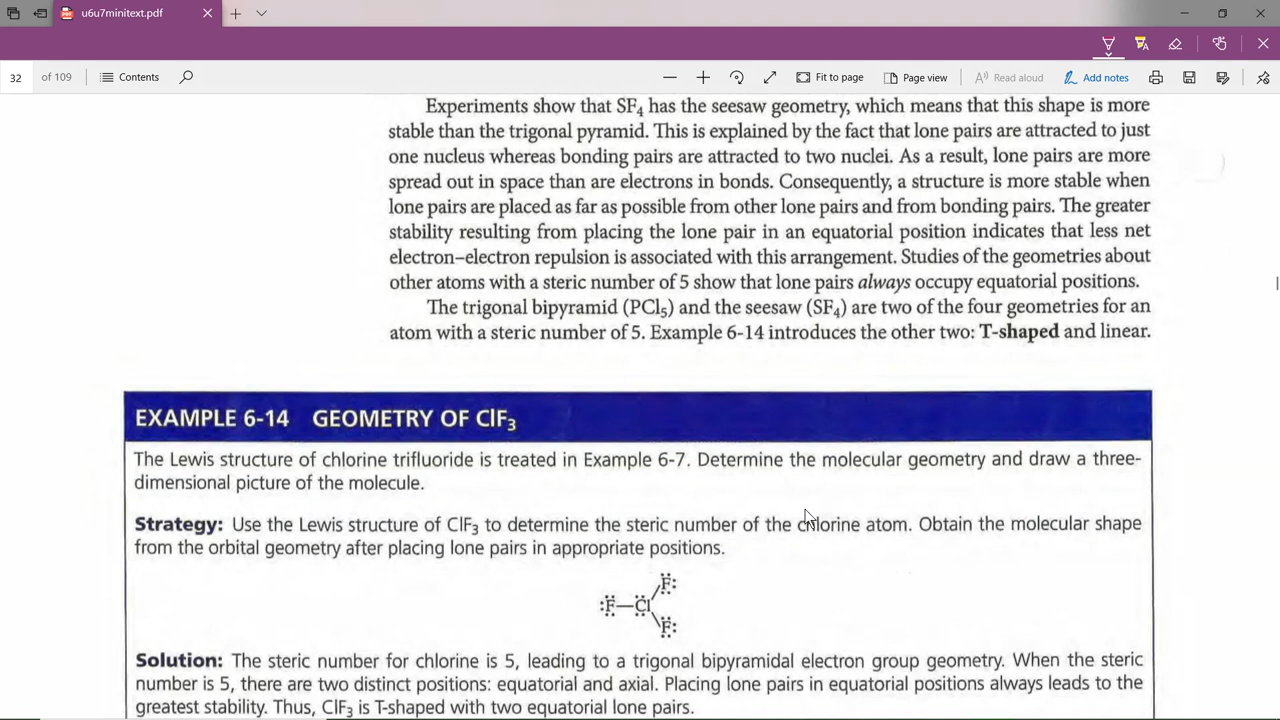 u6u7minitext.pdf
32 of 109 Contents Fit to page Page view Read aloud Add notes
Experiments show that SF4 has the seesaw geometry, which means that this shape is more
stable than the trigonal pyramid. This is explained by the fact that lone pairs are attracted to just
one nucleus whereas bonding pairs are attracted to two nuclei. As a result, lone pairs are more
spread out in space than are electrons in bonds. Consequently, a structure is more stable when
lone pairs are placed as far as possible from other lone pairs and from bonding pairs. The greater
stability resulting from placing the lone pair in an equatorial position indicates that less net
electron–electron repulsion is associated with this arrangement. Studies of the geometries about
other atoms with a steric number of 5 show that lone pairs always occupy equatorial positions.
The trigonal bipyramid (PCl5) and the seesaw (SF4) are two of the four geometries for an
atom with a steric number of 5. Example 6-14 introduces the other two: T-shaped and linear.
EXAMPLE 6-14 GEOMETRY OF ClF3
The Lewis structure of chlorine trifluoride is treated in Example 6-7. Determine the molecular geometry and draw a three-
dimensional picture of the molecule.
Strategy: Use the Lewis structure of ClF3 to determine the steric number of the chlorine atom. Obtain the molecular shape
from the orbital geometry after placing lone pairs in appropriate positions.
F
F Cl
F
Solution: The steric number for chlorine is 5, leading to a trigonal bipyramidal electron group geometry. When the steric
number is 5, there are two distinct positions: equatorial and axial. Placing lone pairs in equatorial positions always leads to the
greatest stability. Thus, ClF3 is T-shaped with two equatorial lone pairs.